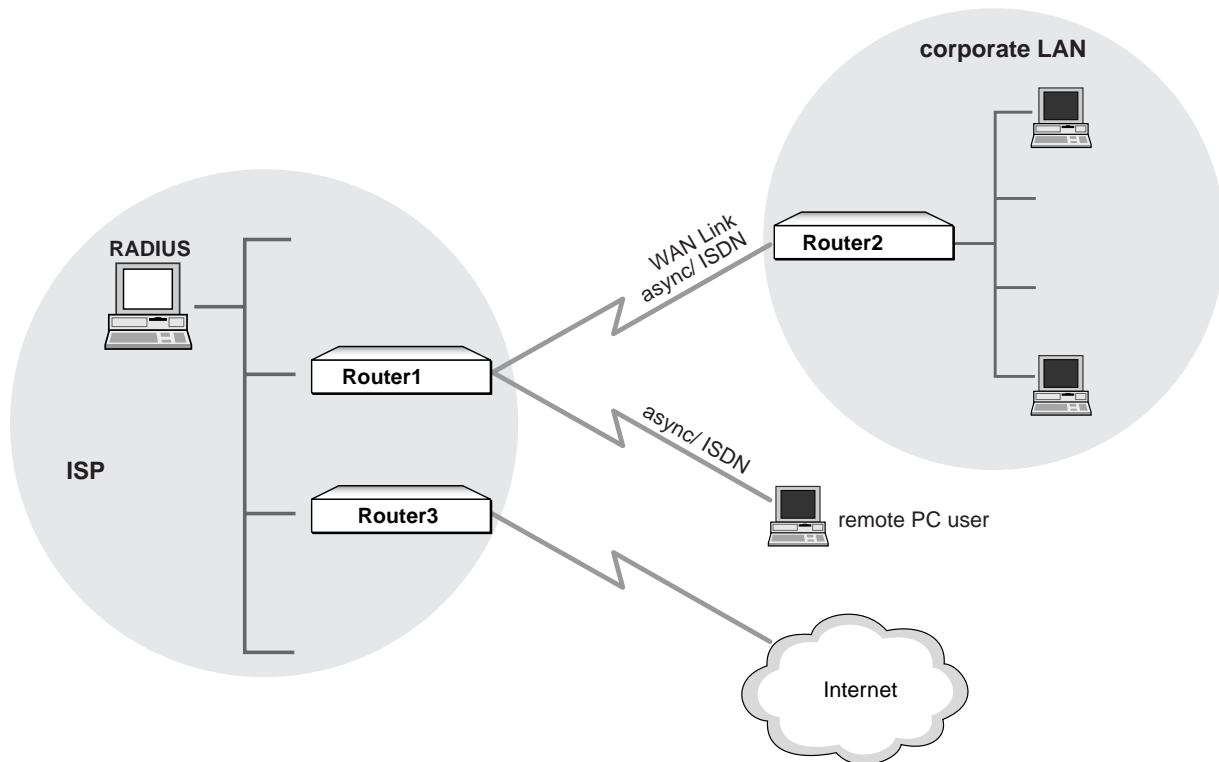 corporate LAN
RADIUS
WAN Link
async/ ISDN
Router2
Router1
async/ ISDN
ISP
Router3
remote PC user
Internet